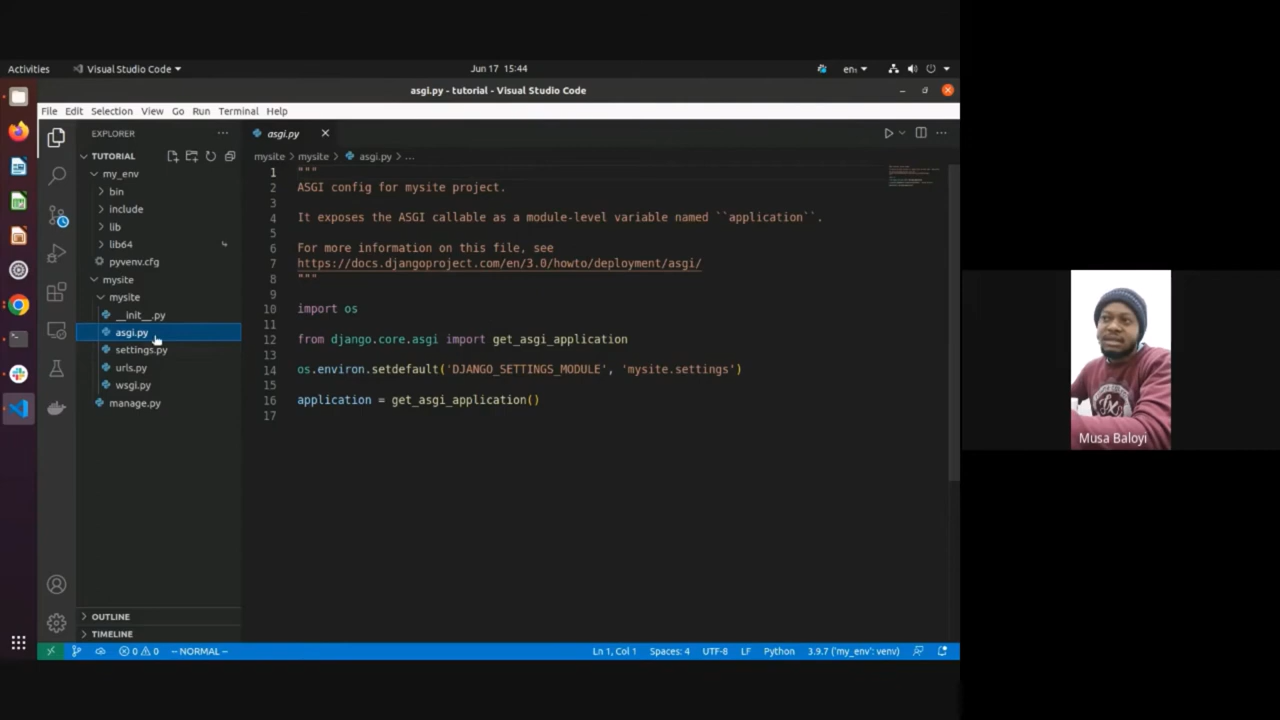 Activities
Visual Studio Code
Jun 17 15:44
en₁
asgi.py - tutorial - Visual Studio Code
File Edit Selection View Go Run Terminal Help
EXPLORER
TUTORIAL
my_env
bin
include
lib
lib64
pyvenv.cfg
mysite
mysite
__init__.py
asgi.py
settings.py
urls.py
wsgi.py
manage.py
OUTLINE
TIMELINE
asgi.py
mysite > mysite > asgi.py > ...
1 """
2 ASGI config for mysite project.
3
4 It exposes the ASGI callable as a module-level variable named ``application``.
5
6 For more information on this file, see
7 https://docs.djangoproject.com/en/3.0/howto/deployment/asgi/
8 """
9
10 import os
11
12 from django.core.asgi import get_asgi_application
13
14 os.environ.setdefault('DJANGO_SETTINGS_MODULE', 'mysite.settings')
15
16 application = get_asgi_application()
17
0 0 -- NORMAL -- Ln 1, Col 1 Spaces: 4 UTF-8 LF Python 3.9.7 ('my_env': venv)
Musa Baloyi